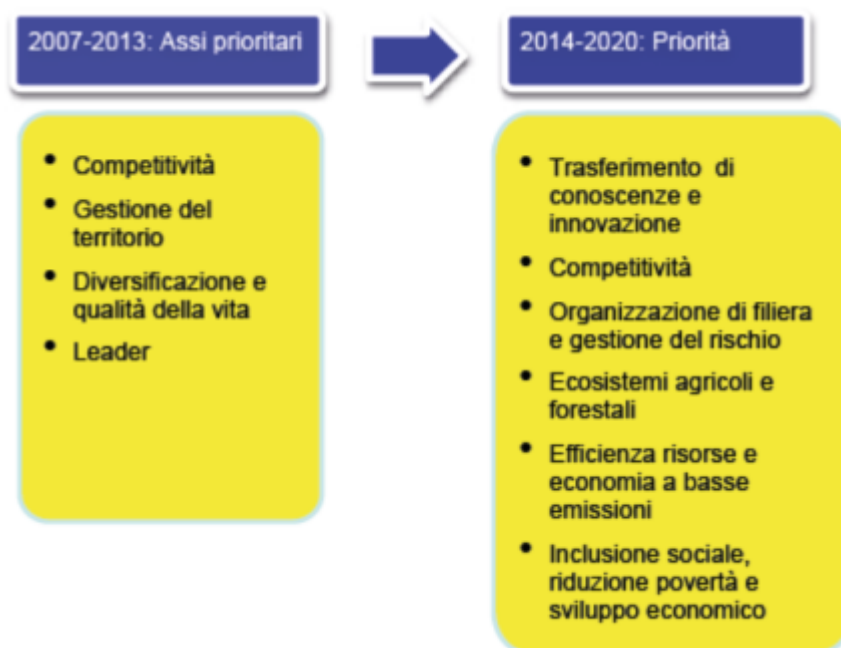 2007-2013: Assi prioritari
• Competitività
• Gestione del
territorio
• Diversificazione e
qualità della vita
• Leader
2014-2020: Priorità
• Trasferimento di
conoscenze e
innovazione
• Competitività
• Organizzazione di filiera
e gestione del rischio
• Ecosistemi agricoli e
forestali
• Efficienza risorse e
economia a basse
emissioni
• Inclusione sociale,
riduzione povertà e
sviluppo economico